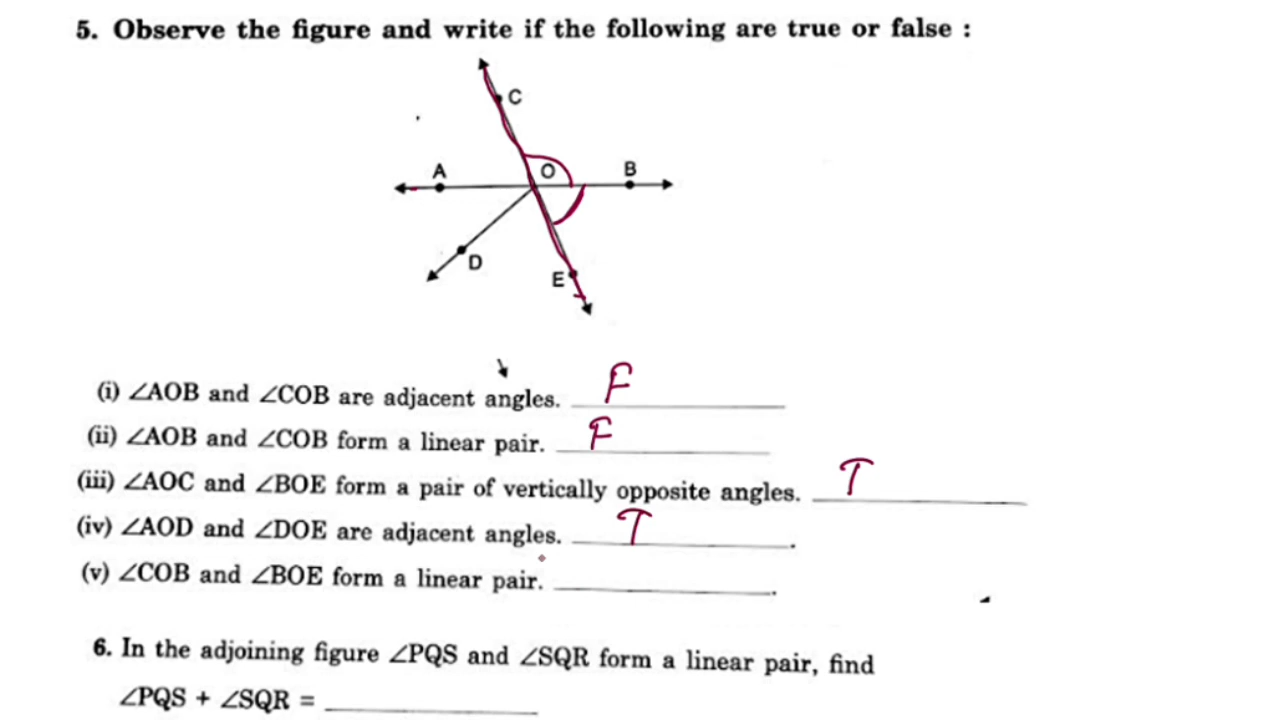 5. Observe the figure and write if the following are true or false :
C
A
O
B
D
E
(i) ∠AOB and ∠COB are adjacent angles. F
(ii) ∠AOB and ∠COB form a linear pair. F
(iii) ∠AOC and ∠BOE form a pair of vertically opposite angles. T
(iv) ∠AOD and ∠DOE are adjacent angles. T.
(v) ∠COB and ∠BOE form a linear pair. ____________.
6. In the adjoining figure ∠PQS and ∠SQR form a linear pair, find
∠PQS + ∠SQR = ____________